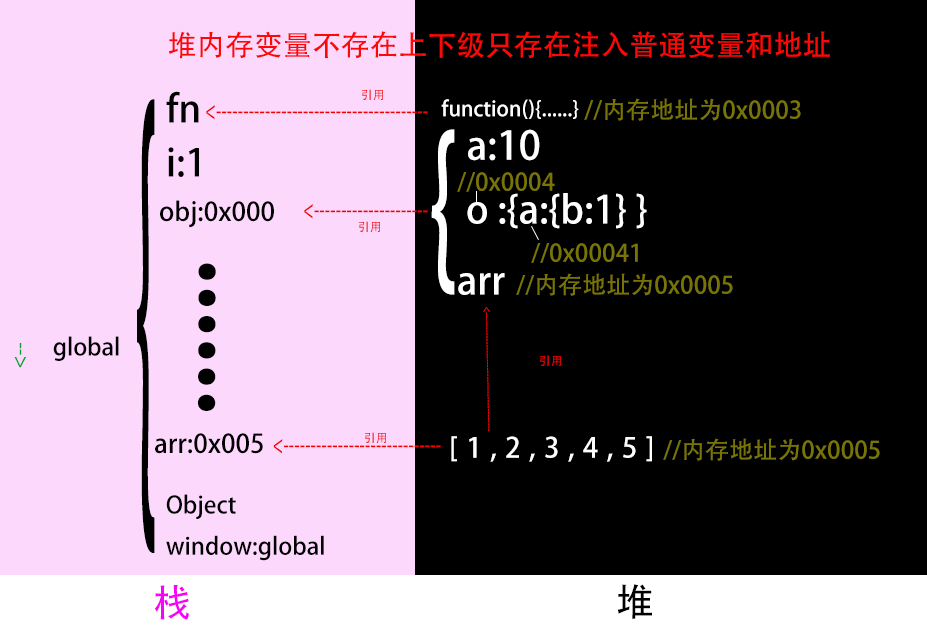 堆内存变量不存在上下级只存在注入普通变量和地址
fn
引用
function(){......} //内存地址为0x0003
i:1
a:10
//0x0004
obj:0x000
引用
o :{a:{b:1} }
//0x00041
arr //内存地址为0x0005
global
引用
arr:0x005
引用
[ 1 , 2 , 3 , 4 , 5 ] //内存地址为0x0005
Object
window:global
栈
堆